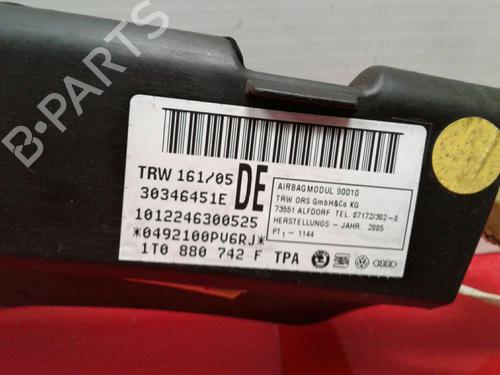 B-PARTS
TRW 161/05 DE
30346451E
1012246300525
*0492100PV6RJ*
1T0 880 742 F TPA
AIRBAGMODUL 90010
TRW ORS GmbH&Co KG
73551 ALFDORF TEL. 07172/302-0
HERSTELLUNGS - JAHR: 2005
PT1 - 1144